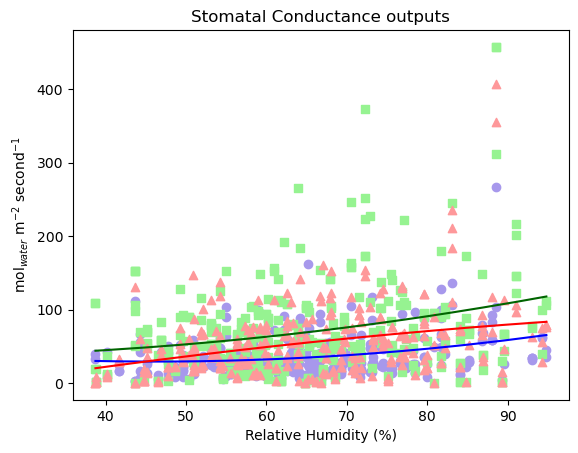 Stomatal Conductance outputs
400
300
200
100
0
mol_water m⁻² second⁻¹
40 50 60 70 80 90
Relative Humidity (%)